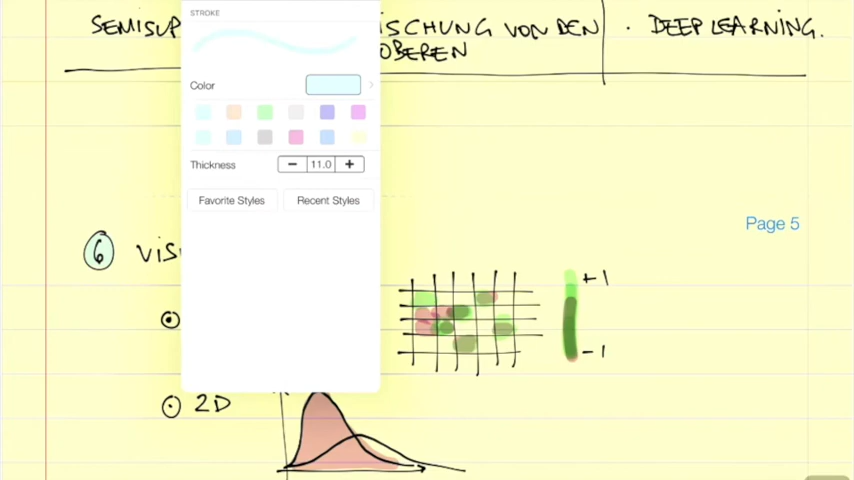 STROKE
SEMISUP
ISCHUNG VON DEN
OBEREN
· DEEP LEARNING.
Color
Thickness
− 11.0 +
Favorite Styles
Recent Styles
Page 5
6 VIS
+1
-1
2D